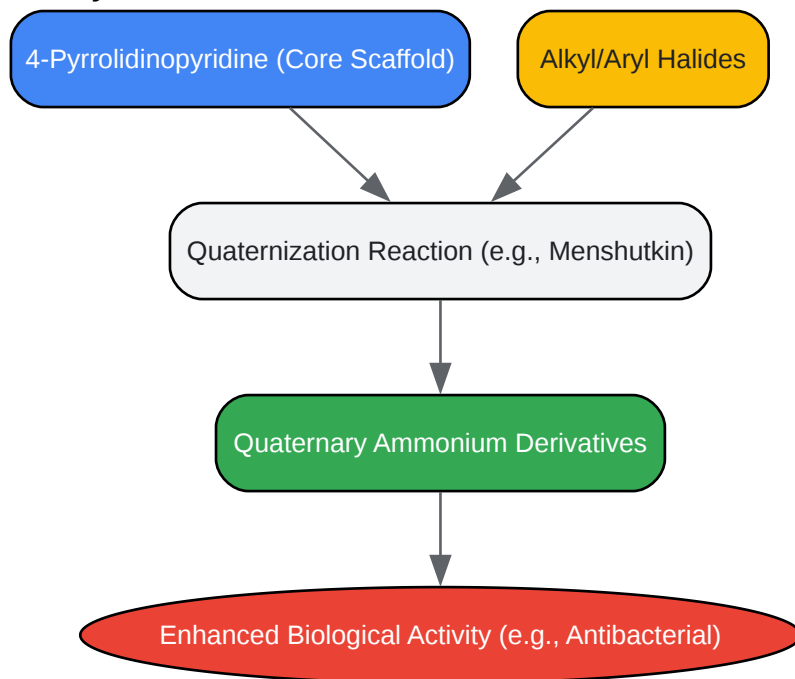 4-Pyrrolidinopyridine (Core Scaffold)
Alkyl/Aryl Halides
Quaternization Reaction (e.g., Menshutkin)
Quaternary Ammonium Derivatives
Enhanced Biological Activity (e.g., Antibacterial)